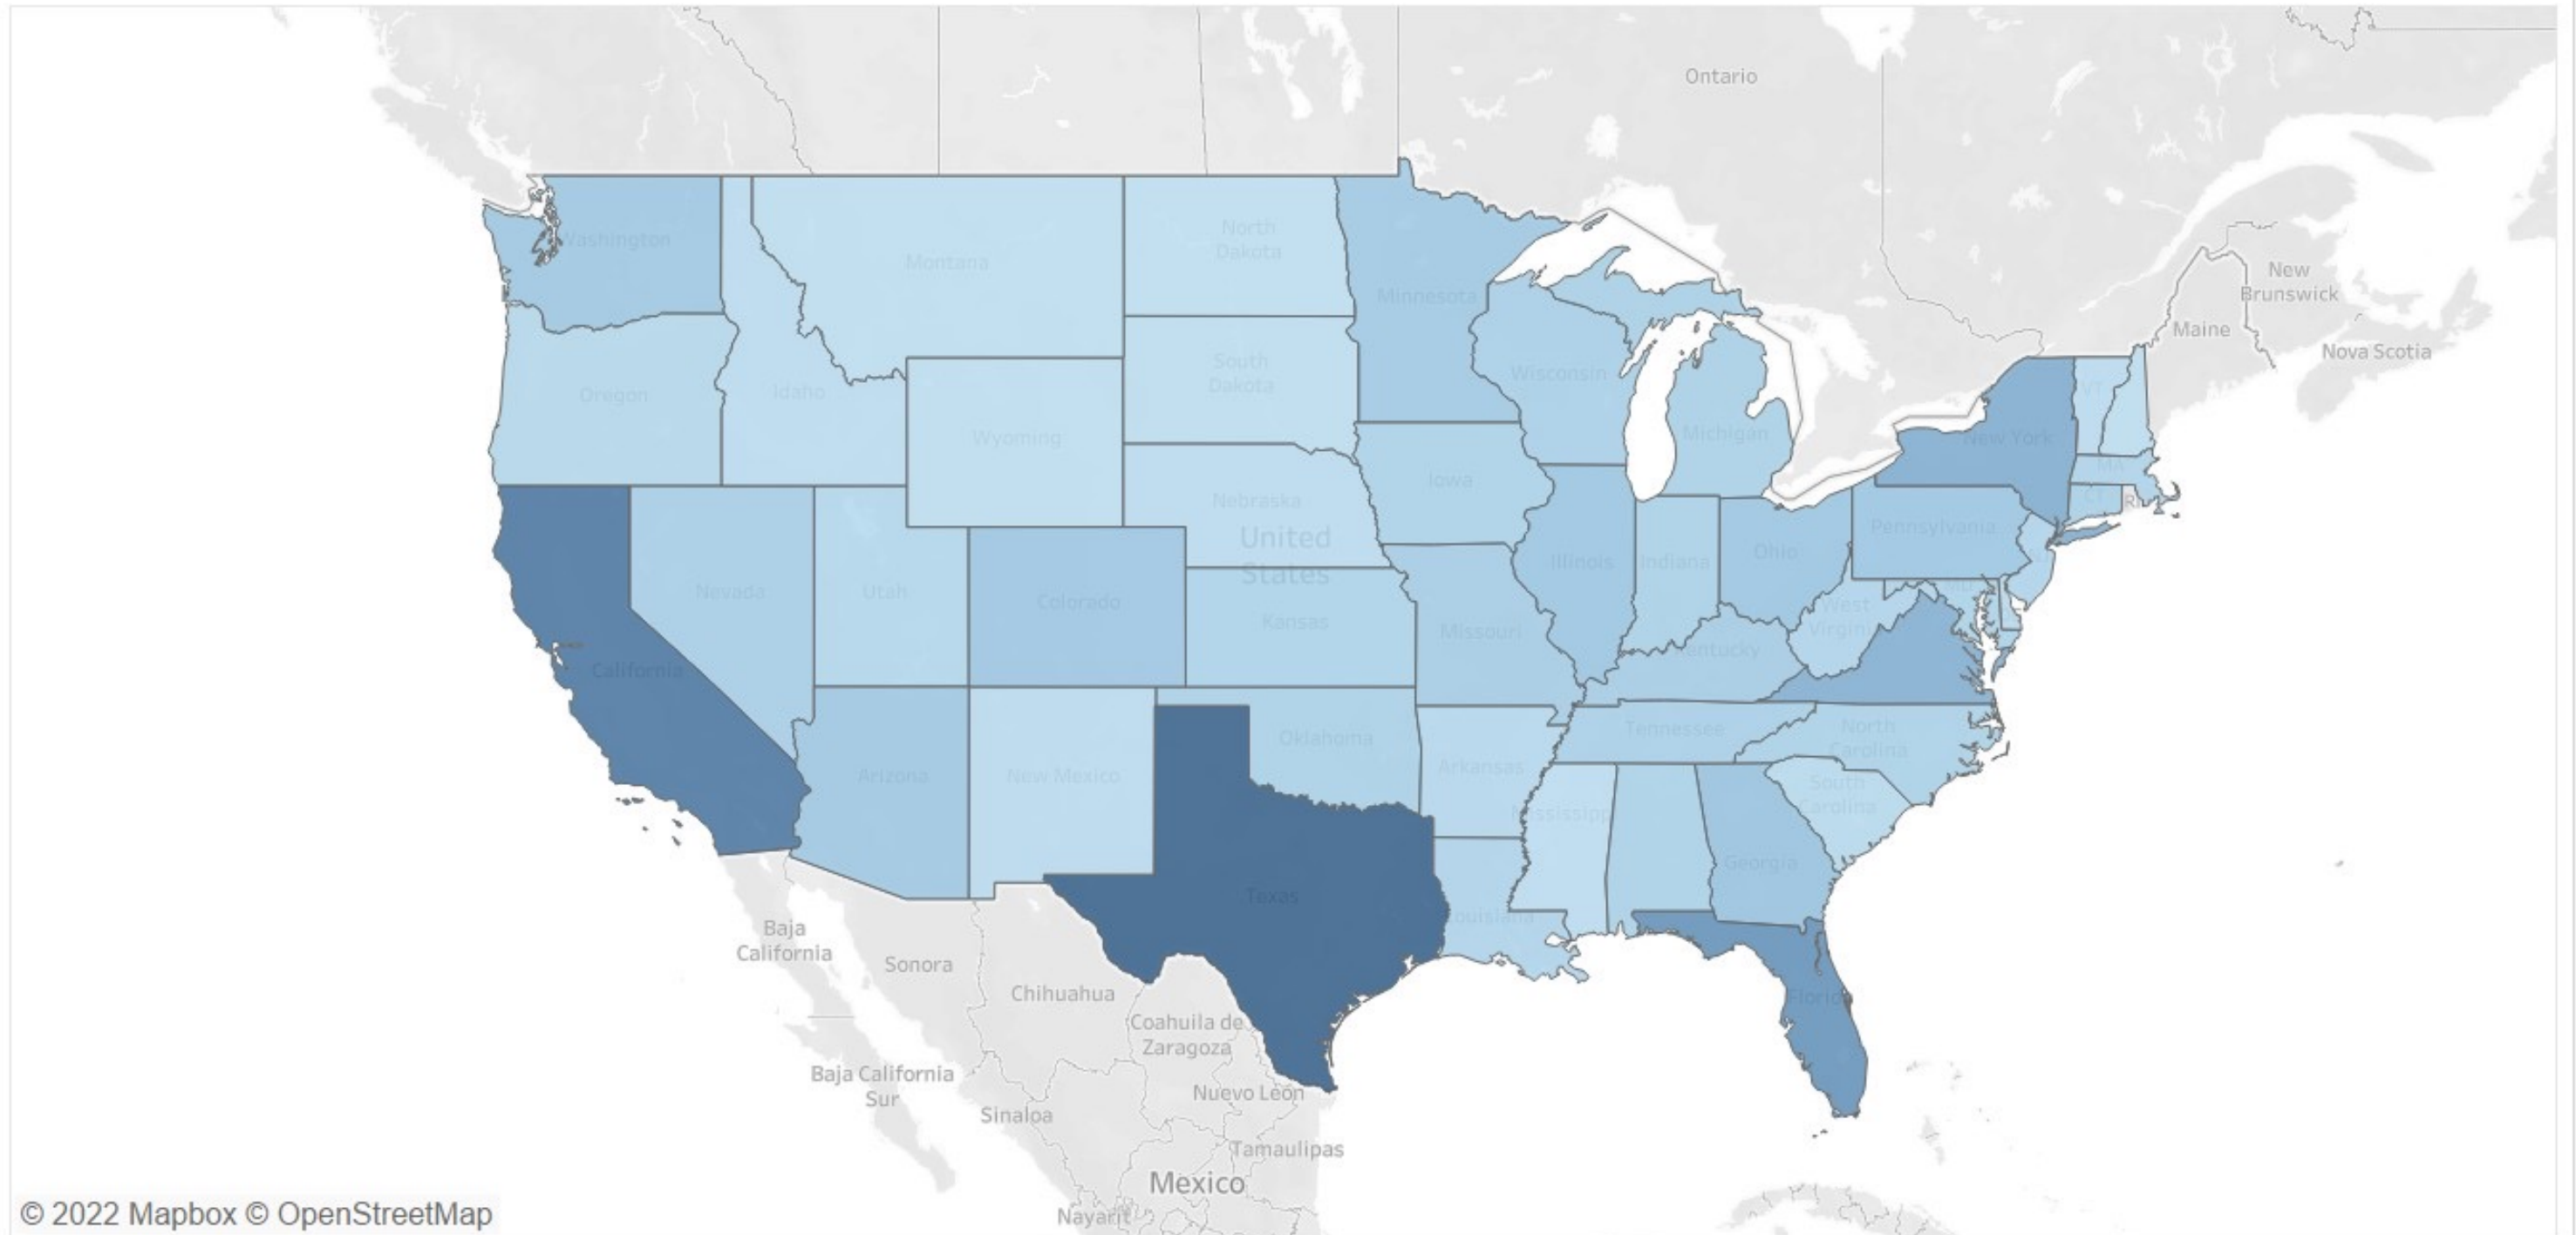 Ontario
Washington
North
Dakota
Montana
Minnesota
New
Brunswick
Maine
Nova Scotia
South
Dakota
Wisconsin
Oregon
Idaho
VT
Wyoming
Michigan
New York
MA
Iowa
Nebraska
CT
Pennsylvania
United
States
Illinois
Indiana
Ohio
Nevada
Utah
Colorado
Kansas
Missouri
West
Kentucky
California
Tennessee
North
Carolina
Oklahoma
Arizona
New Mexico
Arkansas
South
Carolina
Mississippi
Georgia
Texas
Louisiana
Baja
California
Sonora
Chihuahua
Florid
Coahuila de
Zaragoza
Baja California
Sur
Nuevo León
Sinaloa
Tamaulipas
Mexico
Nayarit
© 2022 Mapbox © OpenStreetMap